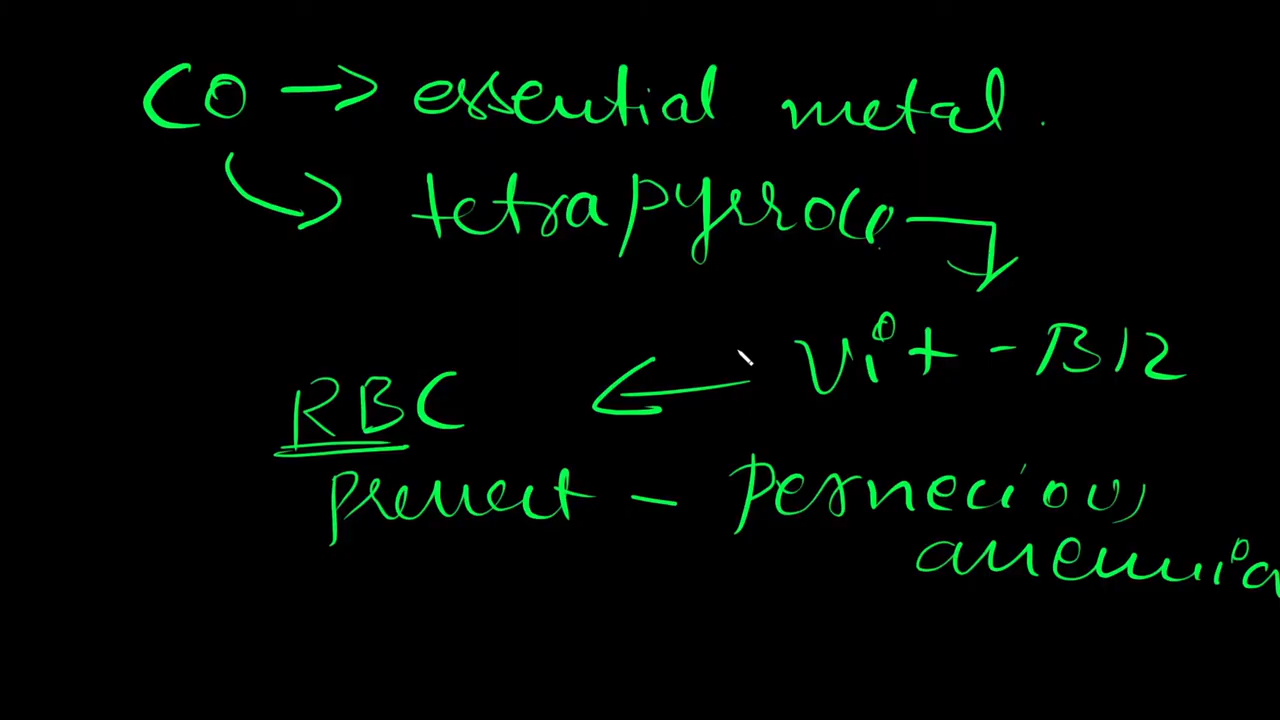 CO → essential metal.
→ tetrapyrrole
Vit - B12
← RBC
prevent - pernecious
anemia